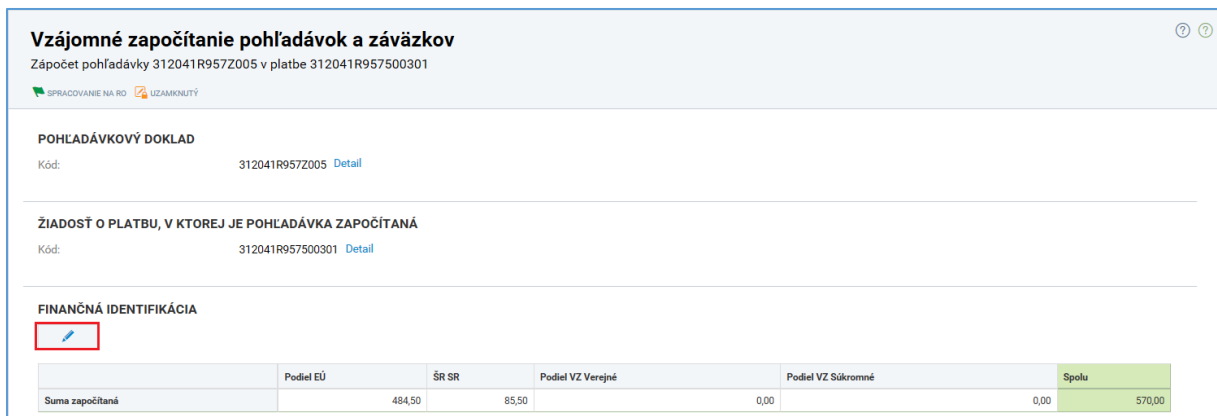 Vzájomné započítanie pohľadávok a záväzkov
Zápočet pohľadávky 312041R957Z005 v platbe 312041R957500301
SPRACOVANIE NA RO UZAMKNUTÝ
POHĽADÁVKOVÝ DOKLAD
Kód: 312041R957Z005 Detail
ŽIADOSŤ O PLATBU, V KTOREJ JE POHĽADÁVKA ZAPOČÍTANÁ
Kód: 312041R957500301 Detail
FINANČNÁ IDENTIFIKÁCIA
Podiel EÚ ŠR SR Podiel VZ Verejné Podiel VZ Súkromné Spolu
Suma započítaná 484,50 85,50 0,00 0,00 570,00